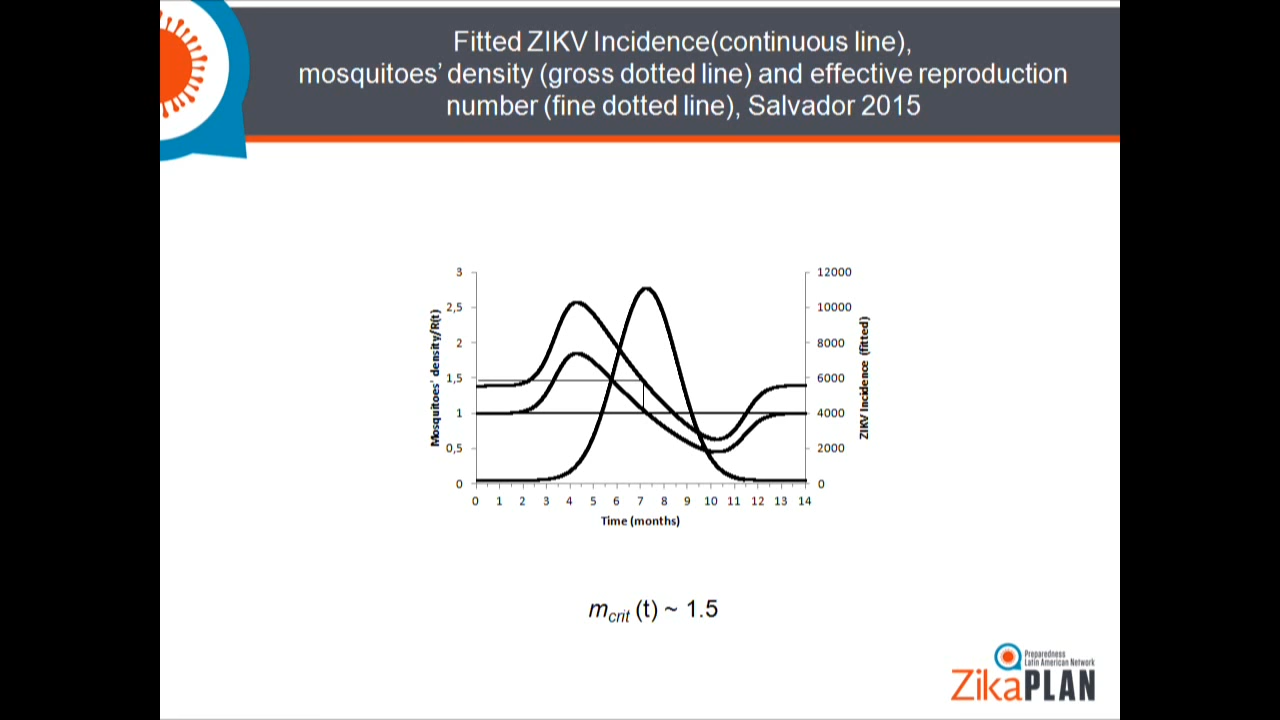 Fitted ZIKV Incidence(continuous line),
mosquitoes' density (gross dotted line) and effective reproduction
number (fine dotted line), Salvador 2015
3
2,5
2
1,5
1
0,5
0
Mosquitoes' density/R(t)
12000
10000
8000
6000
4000
2000
0
ZIKV Incidence (fitted)
0 1 2 3 4 5 6 7 8 9 10 11 12 13 14
Time (months)
mcrit (t) ~ 1.5
Preparedness
Latin American Network
ZikaPLAN